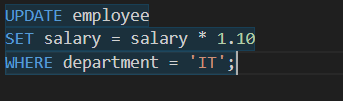 UPDATE employee
SET salary = salary * 1.10
WHERE department = 'IT';